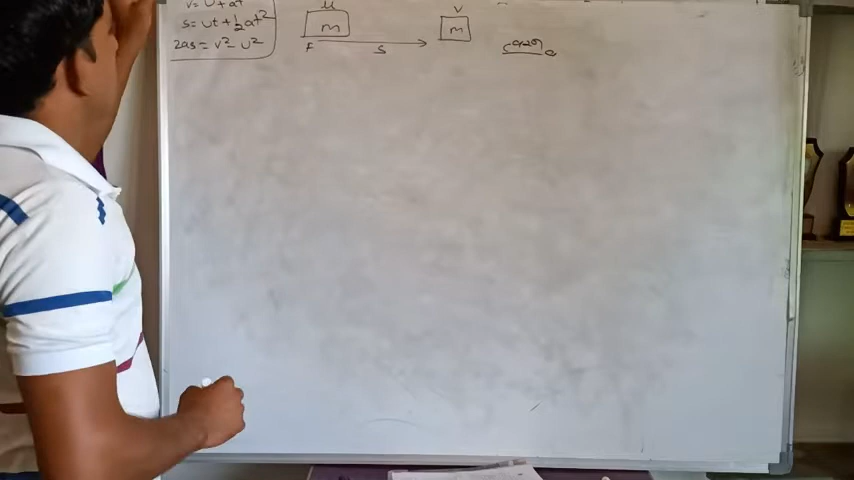 v = u + at
s = ut + ½at²
2as = v² - u²
u
m
F
s
v
m